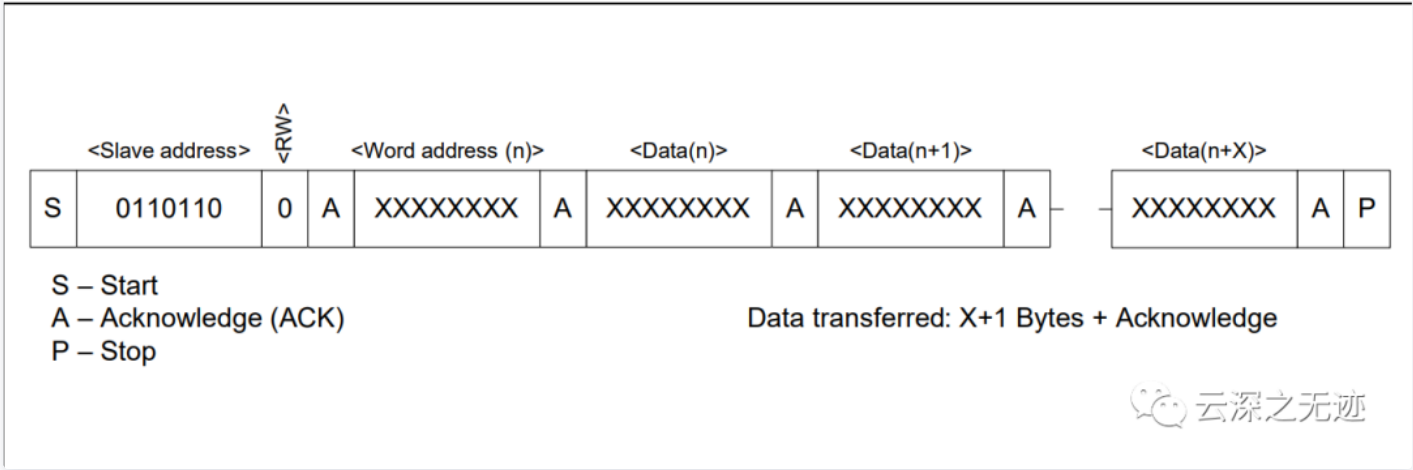 <RW>
<Slave address> <Word address (n)> <Data(n)> <Data(n+1)> <Data(n+X)>
S 0110110 0 A XXXXXXXX A XXXXXXXX A XXXXXXXX A XXXXXXXX A P
S – Start
A – Acknowledge (ACK) Data transferred: X+1 Bytes + Acknowledge
P – Stop
云深之无迹